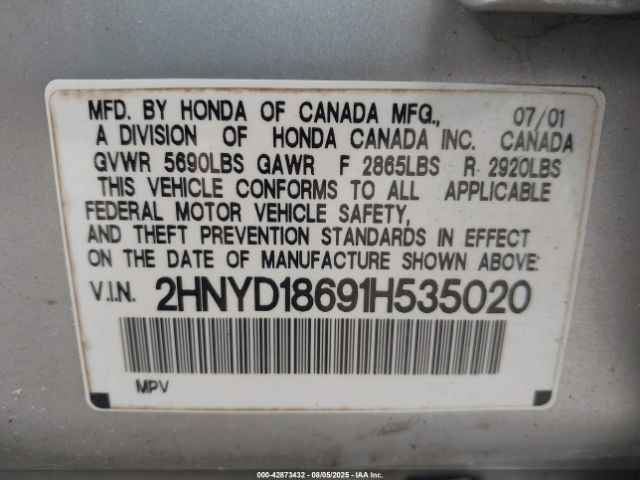 MFD. BY HONDA OF CANADA MFG., 07/01
A DIVISION OF HONDA CANADA INC. CANADA
GVWR 5690LBS GAWR F 2865LBS R 2920LBS
THIS VEHICLE CONFORMS TO ALL APPLICABLE
FEDERAL MOTOR VEHICLE SAFETY,
AND THEFT PREVENTION STANDARDS IN EFFECT
ON THE DATE OF MANUFACTURE SHOWN ABOVE:
V.I.N. 2HNYD18691H535020
MPV
000-42873432 - 08/05/2025 - IAA Inc.